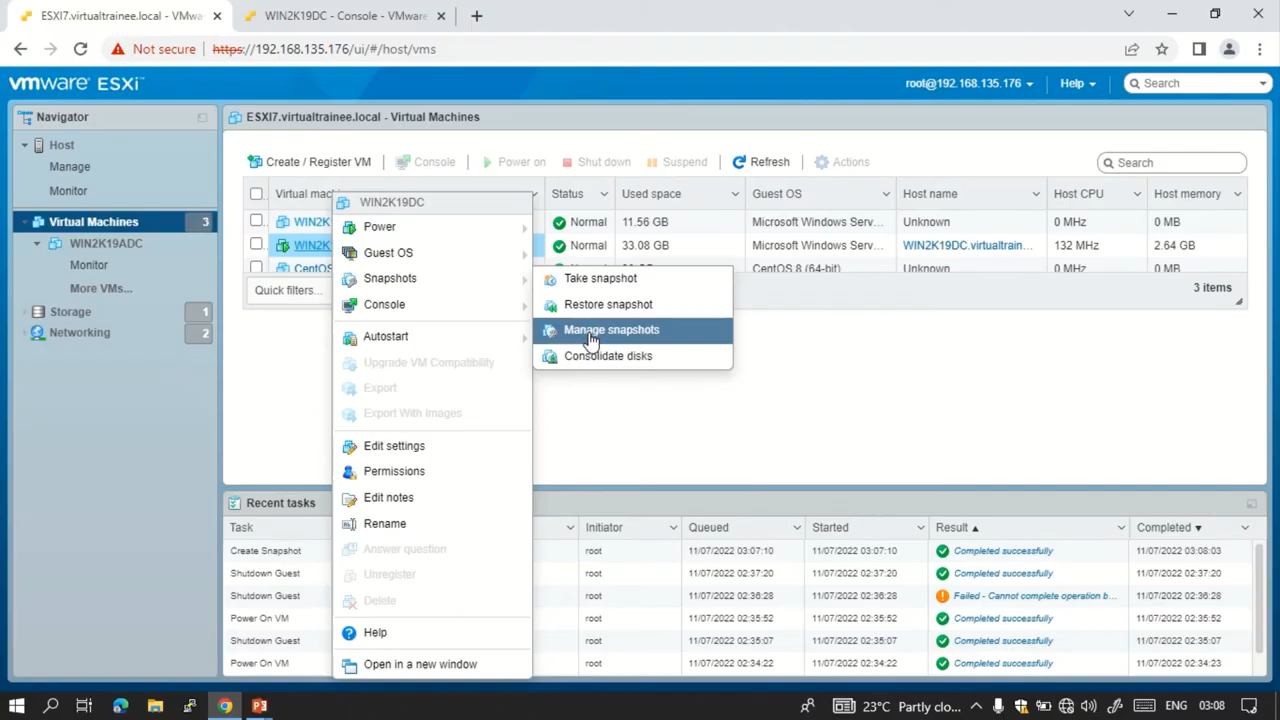 ESXI7.virtualtrainee.local - VMwa
WIN2K19DC - Console - VMware
Not secure
https://192.168.135.176/ui/#/host/vms
vmware ESXi
root@192.168.135.176
Help
Search
Navigator
ESXI7.virtualtrainee.local - Virtual Machines
Host
Manage
Monitor
Virtual Machines 3
WIN2K19ADC
Monitor
More VMs...
Storage 1
Networking 2
Create / Register VM
Console
Power on
Shut down
Suspend
Refresh
Actions
Search
Status
Used space
Guest OS
Host name
Host CPU
Host memory
WIN2K
Normal
11.56 GB
Microsoft Windows Serv...
Unknown
0 MHz
0 MB
WIN2K
Normal
33.08 GB
Microsoft Windows Serv...
WIN2K19DC.virtualtrain...
132 MHz
2.64 GB
CentOS
CentOS 8 (64-bit)
Unknown
0 MHz
0 MB
Quick filters...
3 items
WIN2K19DC
Power
Guest OS
Snapshots
Console
Autostart
Upgrade VM Compatibility
Export
Export With Images
Edit settings
Permissions
Edit notes
Rename
Answer question
Unregister
Delete
Help
Open in a new window
Take snapshot
Restore snapshot
Manage snapshots
Consolidate disks
Recent tasks
Task
Initiator
Queued
Started
Result
Completed
Create Snapshot
root
11/07/2022 03:07:10
11/07/2022 03:07:10
Completed successfully
11/07/2022 03:08:03
Shutdown Guest
root
11/07/2022 02:37:20
11/07/2022 02:37:20
Completed successfully
11/07/2022 02:37:20
Shutdown Guest
root
11/07/2022 02:36:28
11/07/2022 02:36:28
Failed - Cannot complete operation b...
11/07/2022 02:36:28
Power On VM
root
11/07/2022 02:35:52
11/07/2022 02:35:52
Completed successfully
11/07/2022 02:35:52
Shutdown Guest
root
11/07/2022 02:35:07
11/07/2022 02:35:07
Completed successfully
11/07/2022 02:35:07
Power On VM
root
11/07/2022 02:34:22
11/07/2022 02:34:22
Completed successfully
11/07/2022 02:34:23
23°C Partly clo...
ENG
03:08